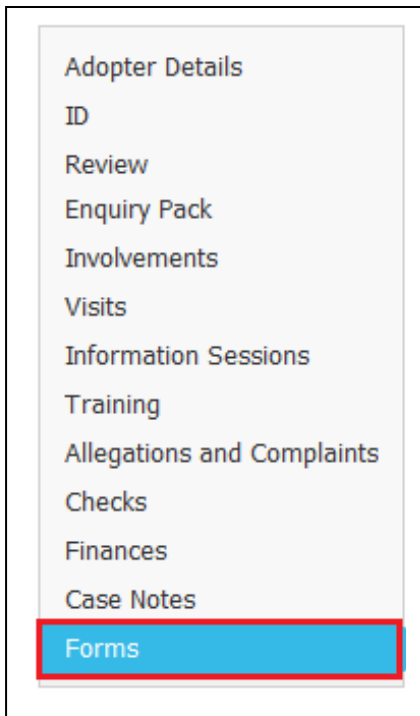 Adopter Details
ID
Review
Enquiry Pack
Involvements
Visits
Information Sessions
Training
Allegations and Complaints
Checks
Finances
Case Notes
Forms